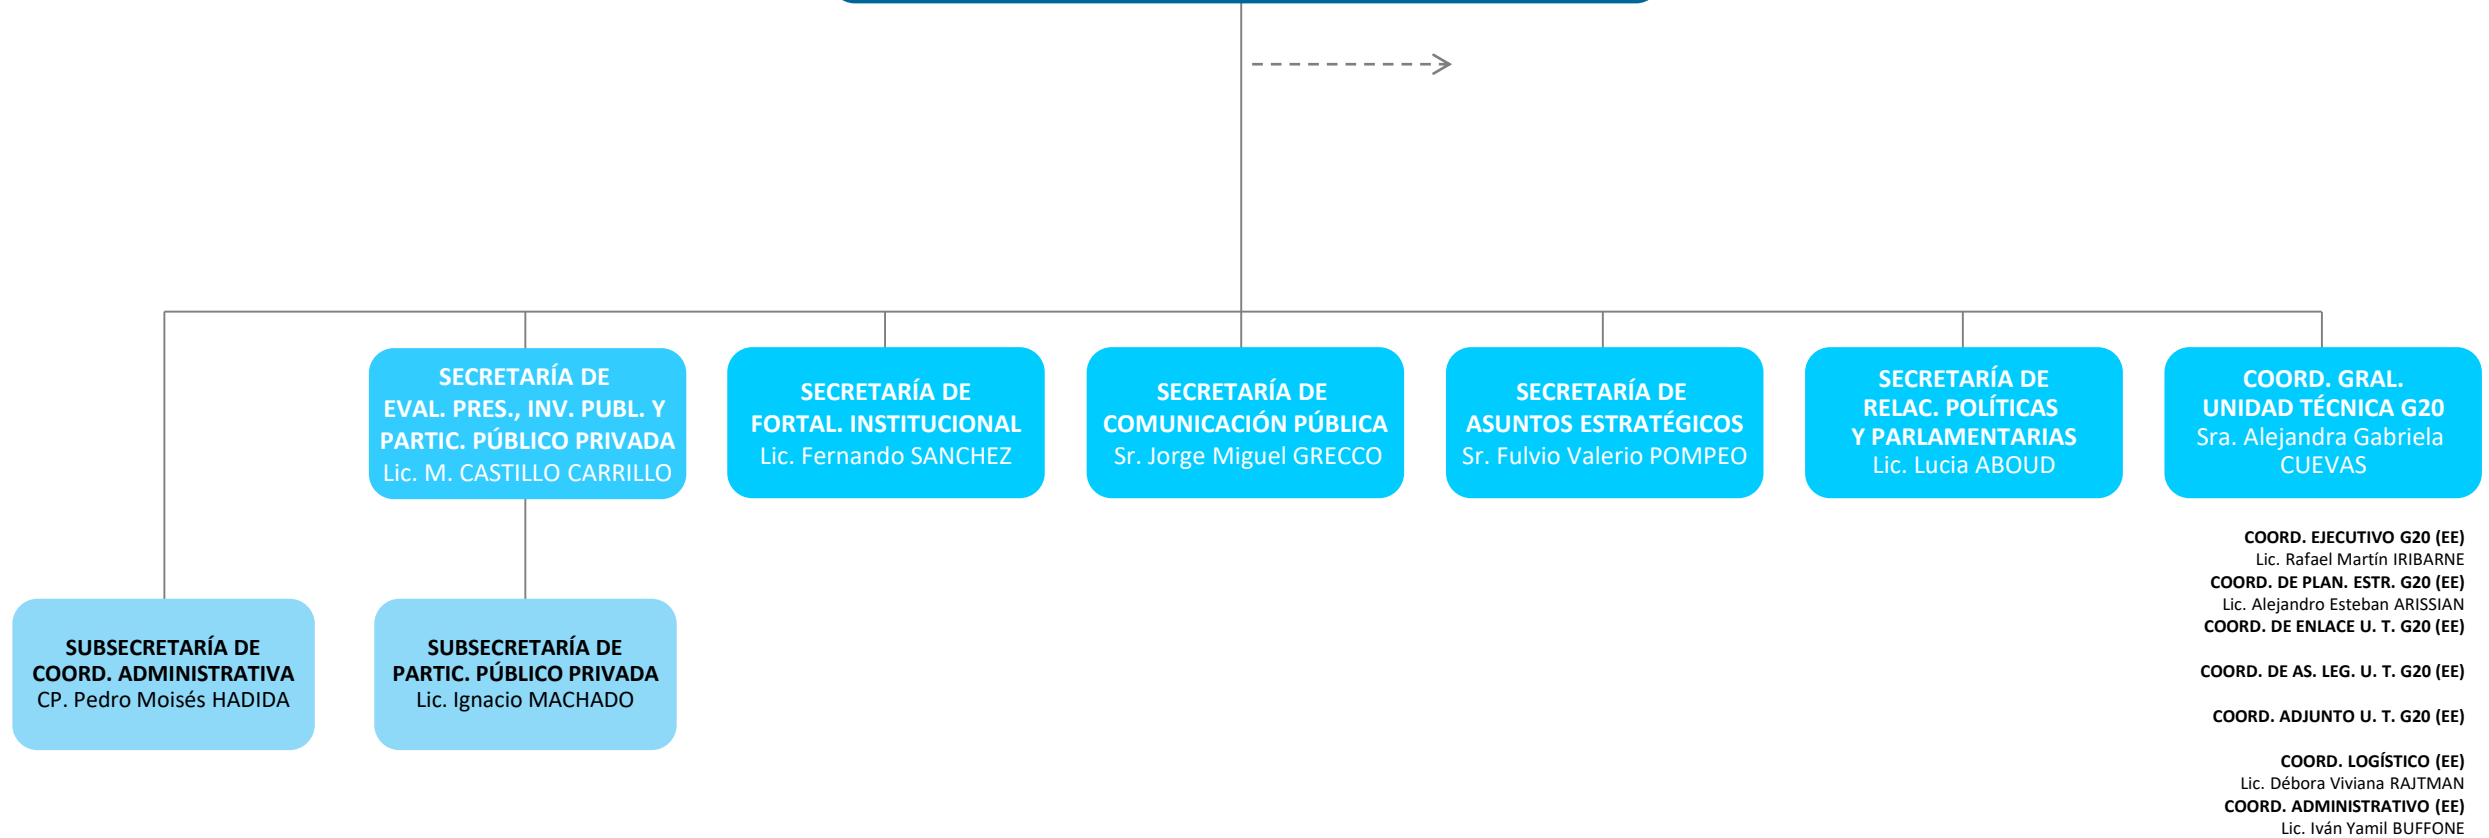 SECRETARÍA DE
EVAL. PRES., INV. PUBL. Y
PARTIC. PÚBLICO PRIVADA
Lic. M. CASTILLO CARRILLO
SECRETARÍA DE
FORTAL. INSTITUCIONAL
Lic. Fernando SANCHEZ
SECRETARÍA DE
COMUNICACIÓN PÚBLICA
Sr. Jorge Miguel GRECCO
SECRETARÍA DE
ASUNTOS ESTRATÉGICOS
Sr. Fulvio Valerio POMPEO
SECRETARÍA DE
RELAC. POLÍTICAS
Y PARLAMENTARIAS
Lic. Lucia ABOUD
COORD. GRAL.
UNIDAD TÉCNICA G20
Sra. Alejandra Gabriela
CUEVAS
COORD. EJECUTIVO G20 (EE)
Lic. Rafael Martín IRIBARNE
COORD. DE PLAN. ESTR. G20 (EE)
Lic. Alejandro Esteban ARISSIAN
COORD. DE ENLACE U. T. G20 (EE)
COORD. DE AS. LEG. U. T. G20 (EE)
COORD. ADJUNTO U. T. G20 (EE)
COORD. LOGÍSTICO (EE)
Lic. Débora Viviana RAJTMAN
COORD. ADMINISTRATIVO (EE)
Lic. Iván Yamil BUFFONE
SUBSECRETARÍA DE
COORD. ADMINISTRATIVA
CP. Pedro Moisés HADIDA
SUBSECRETARÍA DE
PARTIC. PÚBLICO PRIVADA
Lic. Ignacio MACHADO